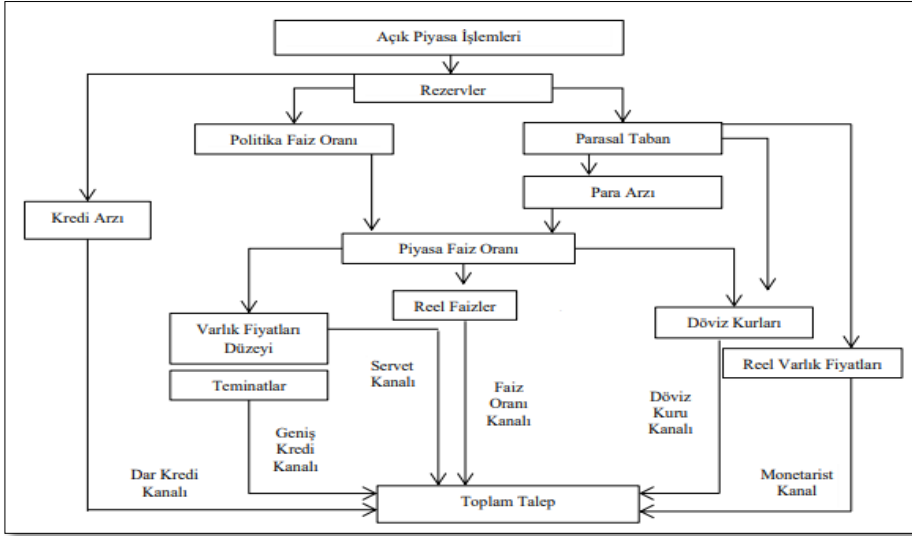 Açık Piyasa İşlemleri
Rezervler
Politika Faiz Oranı
Parasal Taban
Para Arzı
Kredi Arzı
Piyasa Faiz Oranı
Reel Faizler
Varlık Fiyatları
Düzeyi
Döviz Kurları
Reel Varlık Fiyatları
Teminatlar
Servet
Kanalı
Faiz
Oranı
Kanalı
Döviz
Kuru
Kanalı
Geniş
Kredi
Kanalı
Dar Kredi
Kanalı
Monetarist
Kanal
Toplam Talep